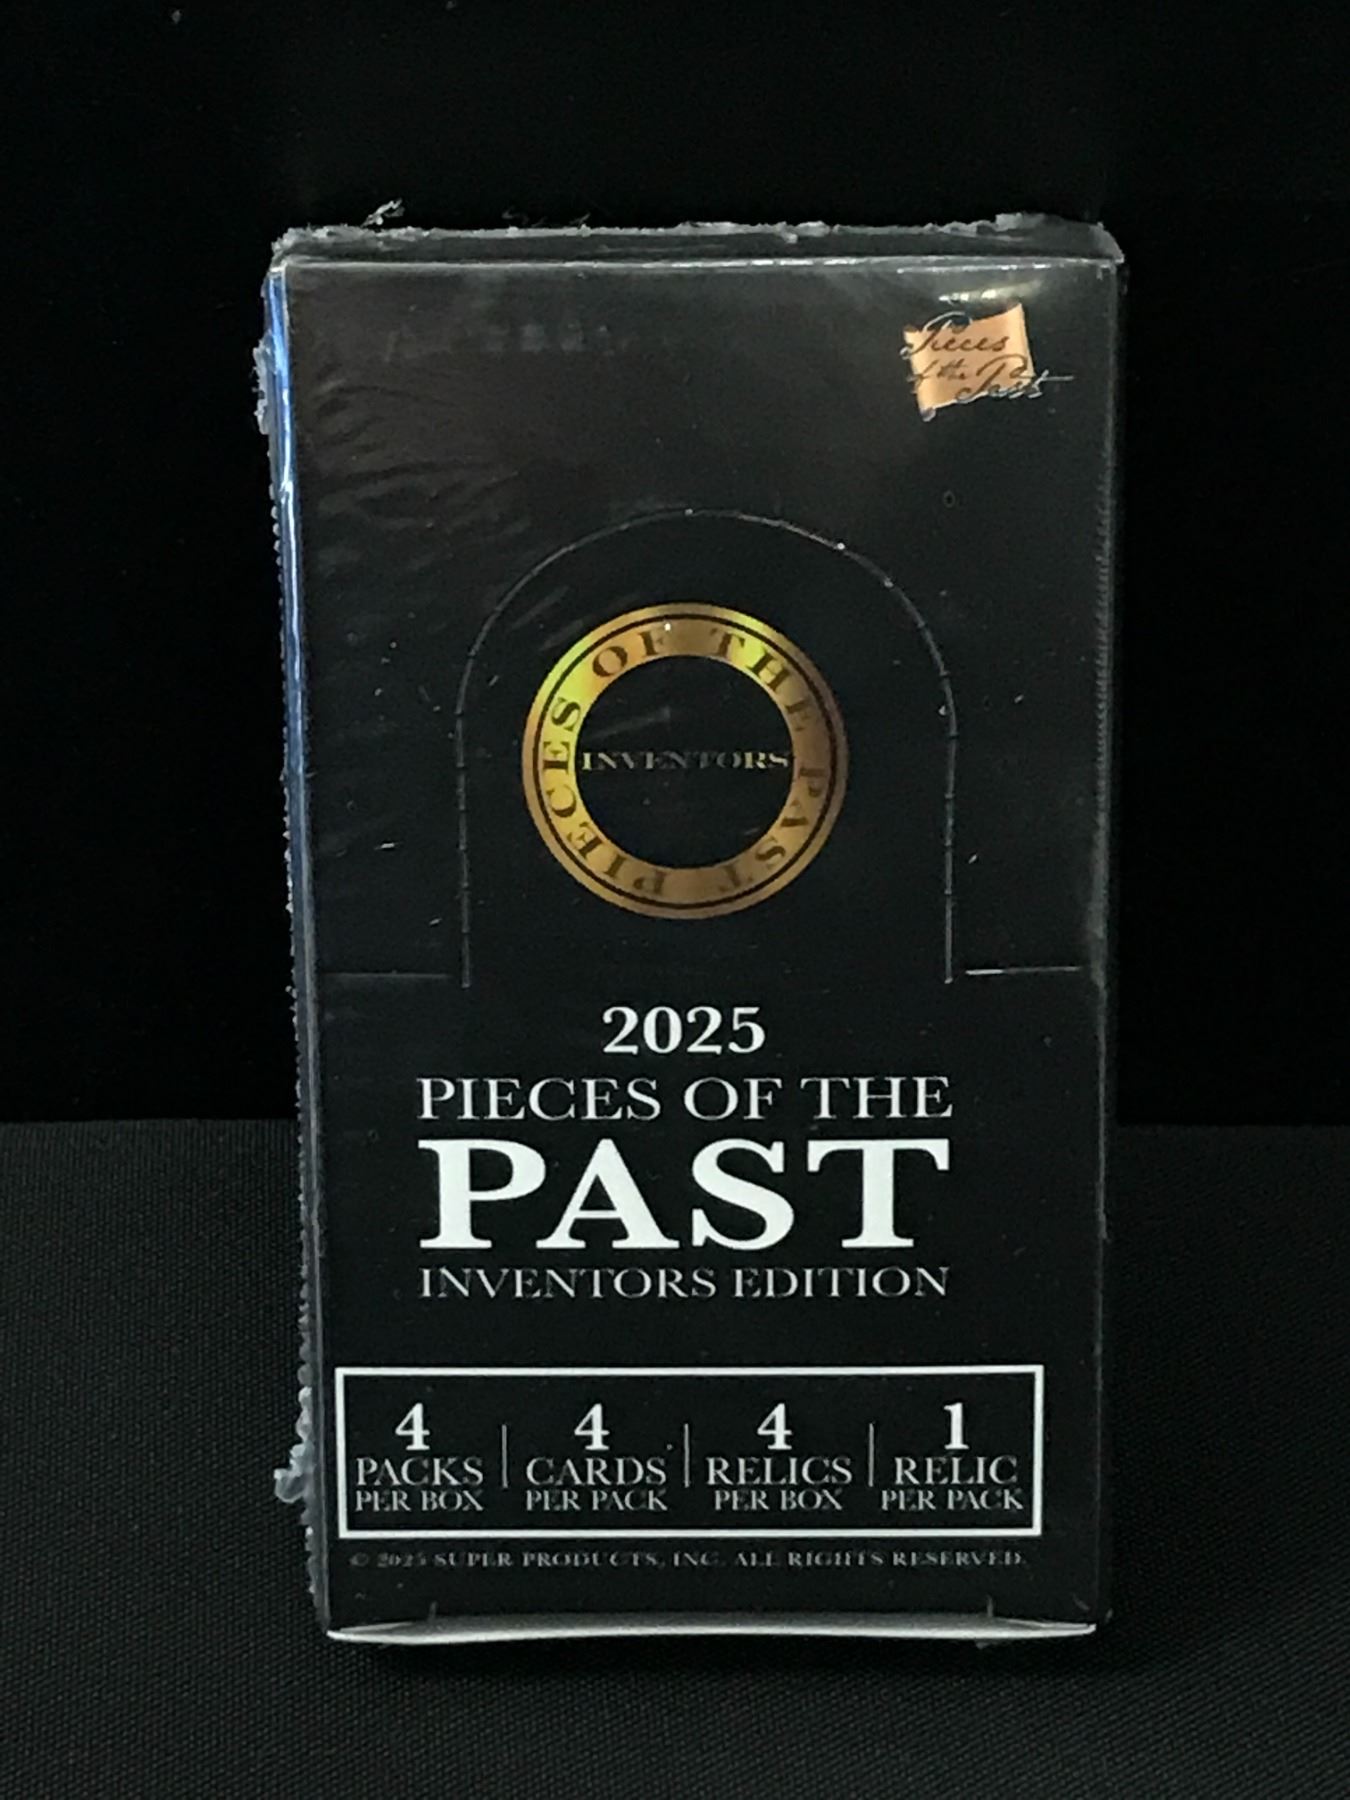 Pieces
of the
Past
PIECES OF THE PAST
INVENTORS
2025
PIECES OF THE
PAST
INVENTORS EDITION
4
PACKS
PER BOX
4
CARDS
PER PACK
4
RELICS
PER BOX
1
RELIC
PER PACK
© 2025 SUPER PRODUCTS, INC. ALL RIGHTS RESERVED.